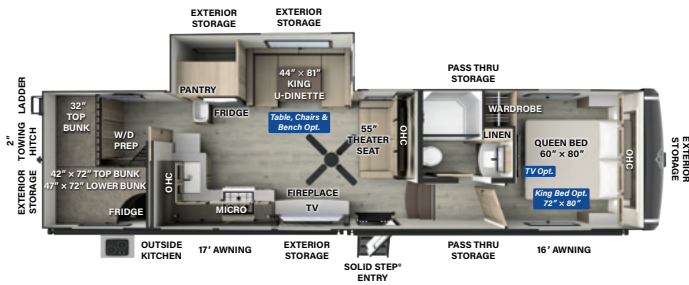 EXTERIOR
STORAGE
EXTERIOR
STORAGE
PASS THRU
STORAGE
LADDER
2"
TOWING
HITCH
EXTERIOR
STORAGE
32"
TOP
BUNK
W/D
PREP
42" × 72" TOP BUNK
47" × 72" LOWER BUNK
FRIDGE
PANTRY
FRIDGE
44" × 81"
KING
U-DINETTE
Table, Chairs &
Bench Opt.
55"
THEATER
SEAT
OHC
OHC
MICRO
FIREPLACE
TV
WARDROBE
LINEN
QUEEN BED
60" × 80"
TV Opt.
King Bed Opt.
72" × 80"
OHC
EXTERIOR
STORAGE
OUTSIDE
KITCHEN
17' AWNING
EXTERIOR
STORAGE
SOLID STEP®
ENTRY
PASS THRU
STORAGE
16' AWNING